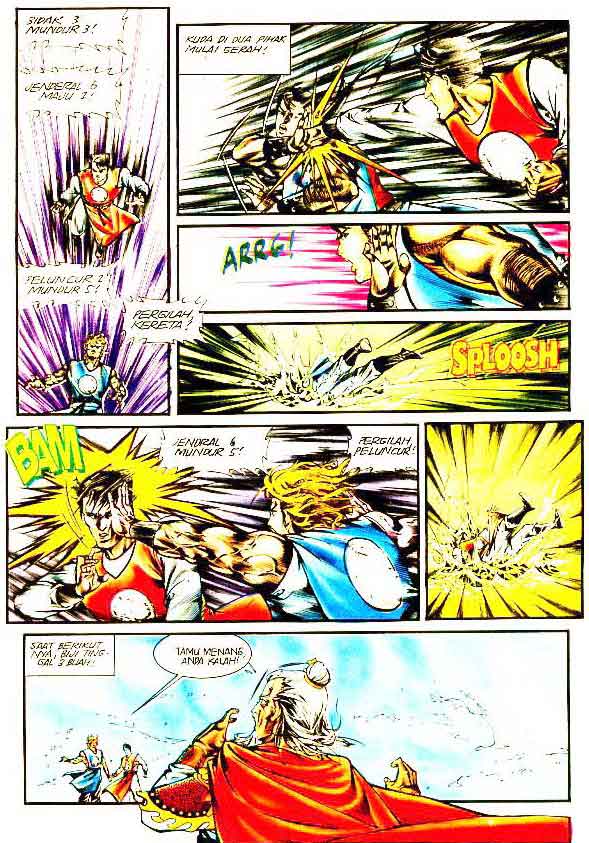 SIDAK 3
MUNDUR 3!
JENDERAL 6
MAJU 2!
KUDA DI DUA PIHAK
MULAI GERAH!
ARRG!
PELUNCUR 2
MUNDUR 5!
PERGILAH,
KERETA!
SPLOOSH
BAM
JENDRAL 6
MUNDUR 5!
PERGILAH,
PELUNCUR!
SAAT BERIKUT
NYA, BIJI TING-
GAL 3 BUAH!
TAMU MENANG,
ANDA KALAH!